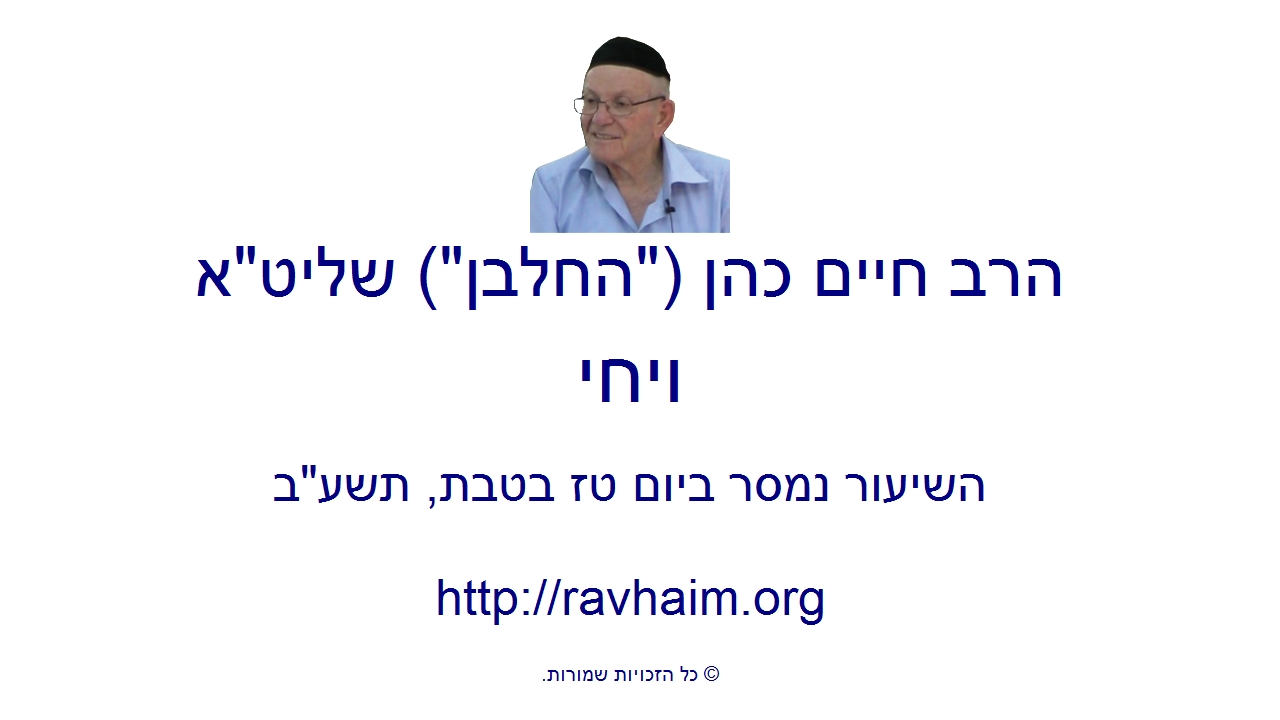 הרב חיים כהן ("החלבן") שליט"א
ויחי
השיעור נמסר ביום טז בטבת, תשע"ב
http://ravhaim.org
© כל הזכויות שמורות.